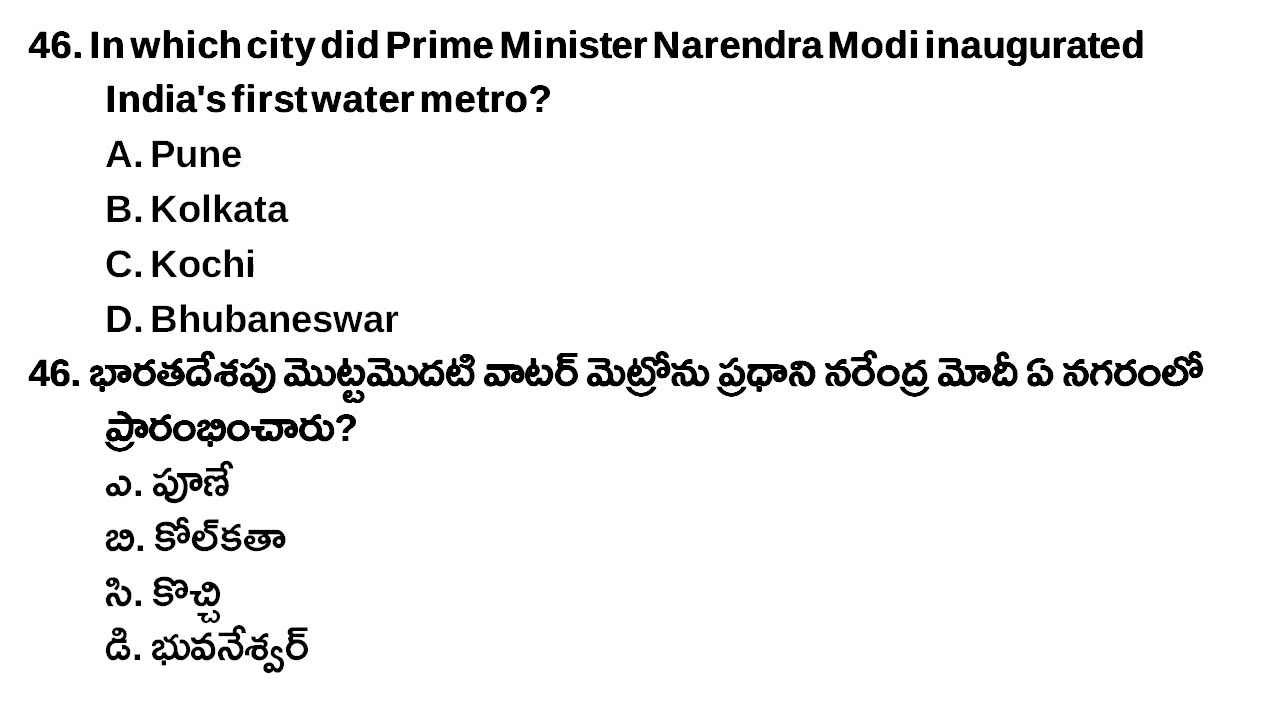 46. In which city did Prime Minister Narendra Modi inaugurated
India's first water metro?
A. Pune
B. Kolkata
C. Kochi
D. Bhubaneswar
46. భారతదేశపు మొట్టమొదటి వాటర్ మెట్రోను ప్రధాని నరేంద్ర మోదీ ఏ నగరంలో
ప్రారంభించారు?
ఎ. పూణే
బి. కోల్‌కతా
సి. కొచ్చి
డి. భువనేశ్వర్